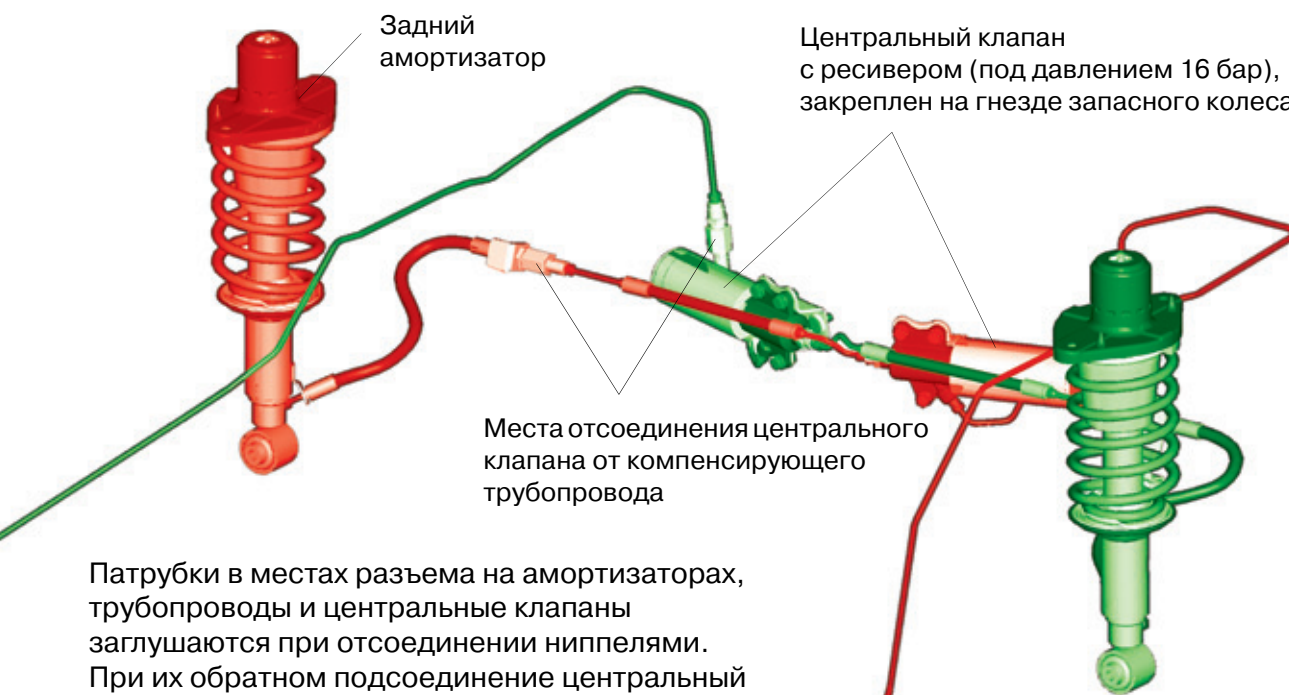 Задний
амортизатор
Центральный клапан
с ресивером (под давлением 16 бар),
закреплен на гнезде запасного колеса
Места отсоединения центрального
клапана от компенсирующего
трубопровода
Патрубки в местах разъема на амортизаторах,
трубопроводы и центральные клапаны
заглушаются при отсоединении ниппелями.
При их обратном подсоединение центральный